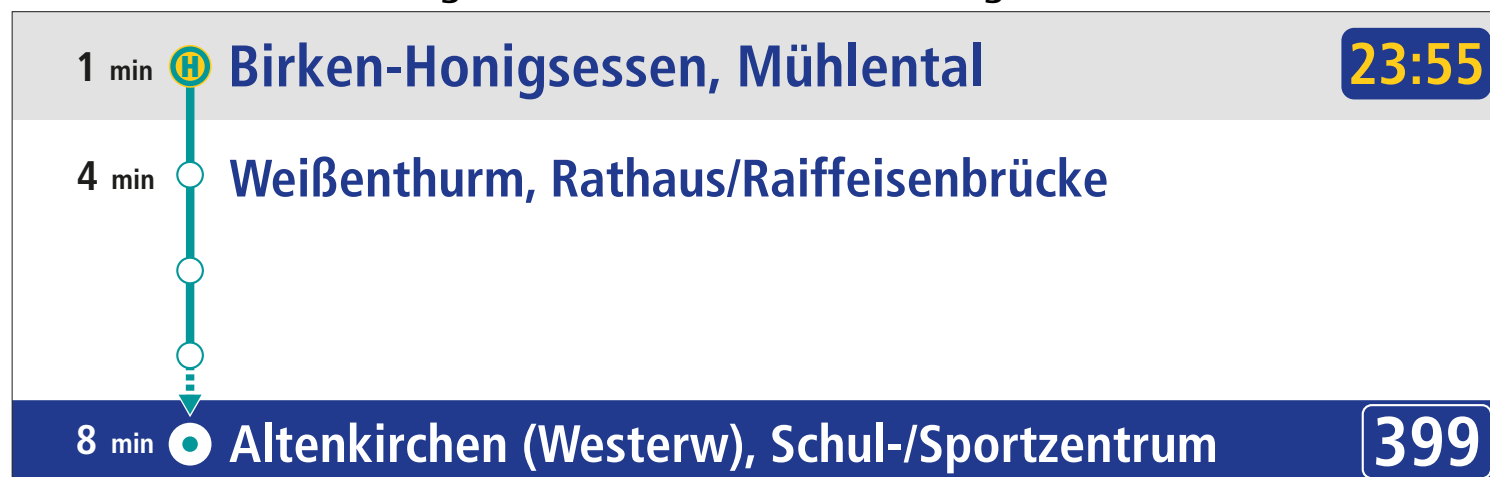 1 min H Birken-Honigsessen, Mühlental 23:55
4 min Weißenthurm, Rathaus/Raiffeisenbrücke
8 min Altenkirchen (Westerw), Schul-/Sportzentrum 399